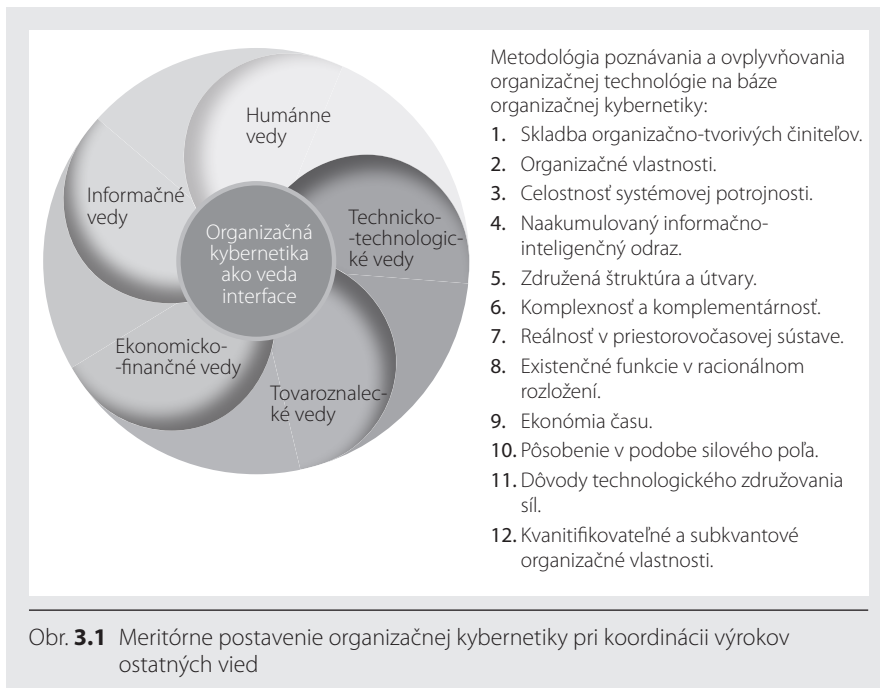 Humánne
vedy
Informačné
vedy
Technicko-
-technologic-
ké vedy
Organizačná
kybernetika
ako veda
interface
Ekonomicko-
-finančné vedy
Tovaroznalec-
ké vedy
Metodológia poznávania a ovplyvňovania
organizačnej technológie na báze
organizačnej kybernetiky:
1. Skladba organizačno-tvorivých činiteľov.
2. Organizačné vlastnosti.
3. Celostnosť systémovej potrojnosti.
4. Naakumulovaný informačno-
inteligenčný odraz.
5. Združená štruktúra a útvary.
6. Komplexnosť a komplementárnosť.
7. Reálnosť v priestorovočasovej sústave.
8. Existenčné funkcie v racionálnom
rozložení.
9. Ekonómia času.
10. Pôsobenie v podobe silového poľa.
11. Dôvody technologického združovania
síl.
12. Kvanitifikovateľné a subkvantové
organizačné vlastnosti.
Obr. 3.1 Meritórne postavenie organizačnej kybernetiky pri koordinácii výrokov
ostatných vied